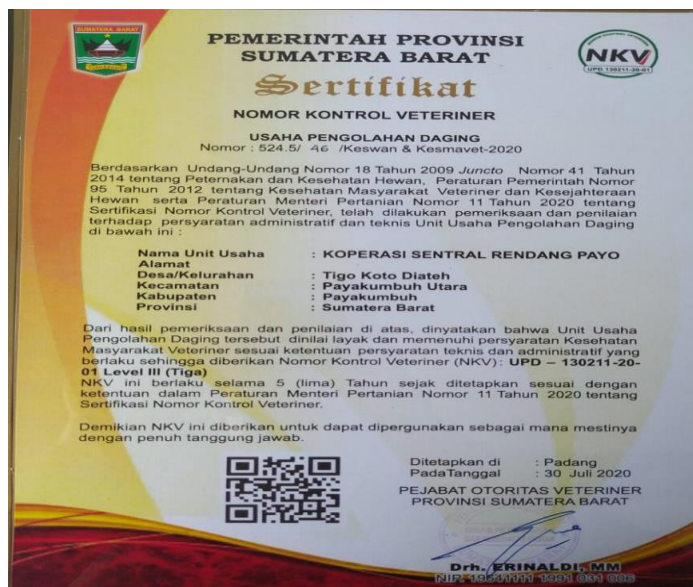 SUMATERA BARAT
PEMERINTAH PROVINSI
SUMATERA BARAT
NKV
UPD 130211-20-01
Sertifikat
NOMOR KONTROL VETERINER
USAHA PENGOLAHAN DAGING
Nomor : 524.5/ 46 /Keswan & Kesmavet-2020
Berdasarkan Undang-Undang Nomor 18 Tahun 2009 Juncto Nomor 41 Tahun
2014 tentang Peternakan dan Kesehatan Hewan, Peraturan Pemerintah Nomor
95 Tahun 2012 tentang Kesehatan Masyarakat Veteriner dan Kesejahteraan
Hewan serta Peraturan Menteri Pertanian Nomor 11 Tahun 2020 tentang
Sertifikasi Nomor Kontrol Veteriner, telah dilakukan pemeriksaan dan penilaian
terhadap persyaratan administratif dan teknis Unit Usaha Pengolahan Daging
di bawah ini :
Nama Unit Usaha : KOPERASI SENTRAL RENDANG PAYO
Alamat
Desa/Kelurahan : Tigo Koto Diateh
Kecamatan : Payakumbuh Utara
Kabupaten : Payakumbuh
Provinsi : Sumatera Barat
Dari hasil pemeriksaan dan penilaian di atas, dinyatakan bahwa Unit Usaha
Pengolahan Daging tersebut dinilai layak dan memenuhi persyaratan Kesehatan
Masyarakat Veteriner sesuai ketentuan persyaratan teknis dan administratif yang
berlaku sehingga diberikan Nomor Kontrol Veteriner (NKV) : UPD – 130211-20-
01 Level III (Tiga)
NKV ini berlaku selama 5 (lima) Tahun sejak ditetapkan sesuai dengan
ketentuan dalam Peraturan Menteri Pertanian Nomor 11 Tahun 2020 tentang
Sertifikasi Nomor Kontrol Veteriner.
Demikian NKV ini diberikan untuk dapat dipergunakan sebagai mana mestinya
dengan penuh tanggung jawab.
Ditetapkan di : Padang
PadaTanggal : 30 Juli 2020
PEJABAT OTORITAS VETERINER
PROVINSI SUMATERA BARAT
Drh. ERINALDI, MM
NIP. 19641111 1991 031 006